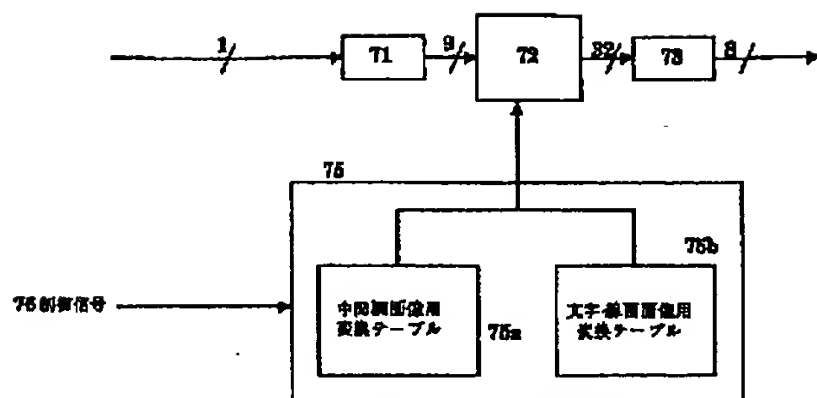 1
71
9
72
32
73
8
75
75b
76 制御信号
中間調画像用
変換テーブル
75a
文字・線画画像用
変換テーブル